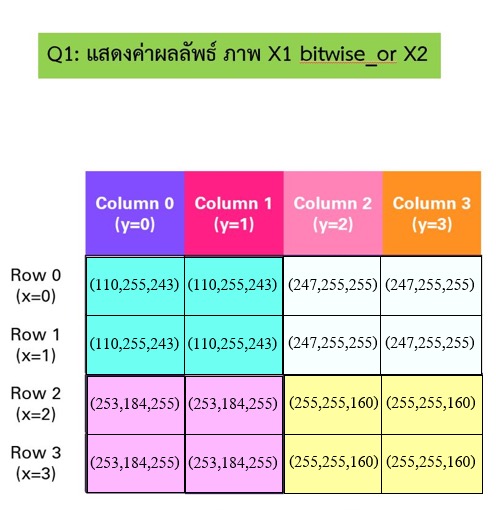 Q1: แสดงค่าผลลัพธ์ ภาพ X1 bitwise_or X2
Column 0 Column 1 Column 2 Column 3
(y=0) (y=1) (y=2) (y=3)
Row 0
(x=0)
(110,255,243) (110,255,243) (247,255,255) (247,255,255)
Row 1
(x=1)
(110,255,243) (110,255,243) (247,255,255) (247,255,255)
Row 2
(x=2)
(253,184,255) (253,184,255) (255,255,160) (255,255,160)
Row 3
(x=3)
(253,184,255) (253,184,255) (255,255,160) (255,255,160)